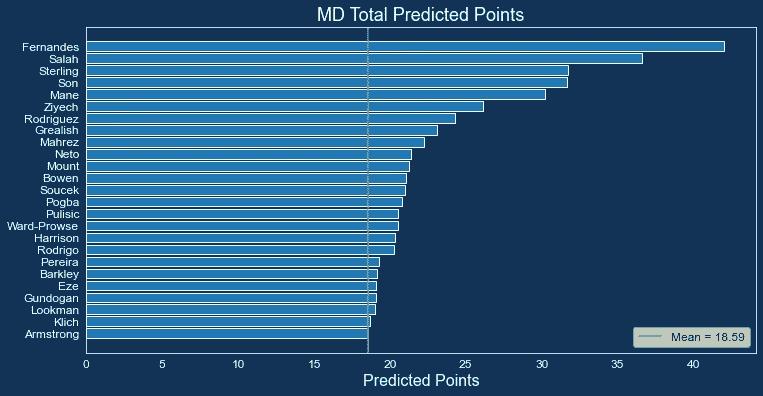 MD Total Predicted Points
Fernandes
Salah
Sterling
Son
Mane
Ziyech
Rodriguez
Grealish
Mahrez
Neto
Mount
Bowen
Soucek
Pogba
Pulisic
Ward-Prowse
Harrison
Rodrigo
Pereira
Barkley
Eze
Gundogan
Lookman
Klich
Armstrong
Mean = 18.59
0 5 10 15 20 25 30 35 40
Predicted Points